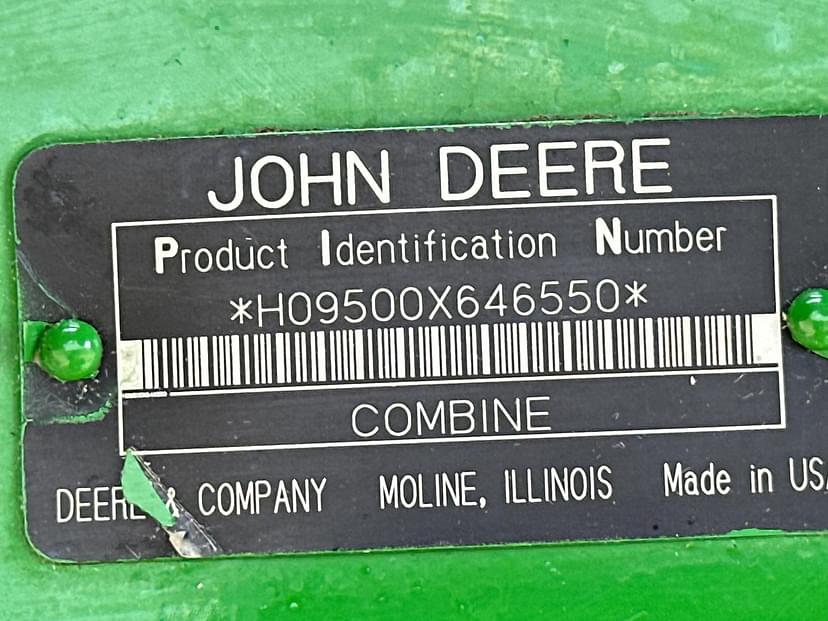 JOHN DEERE
Product Identification Number
*H09500X646550*
COMBINE
DEERE & COMPANY MOLINE, ILLINOIS Made in USA